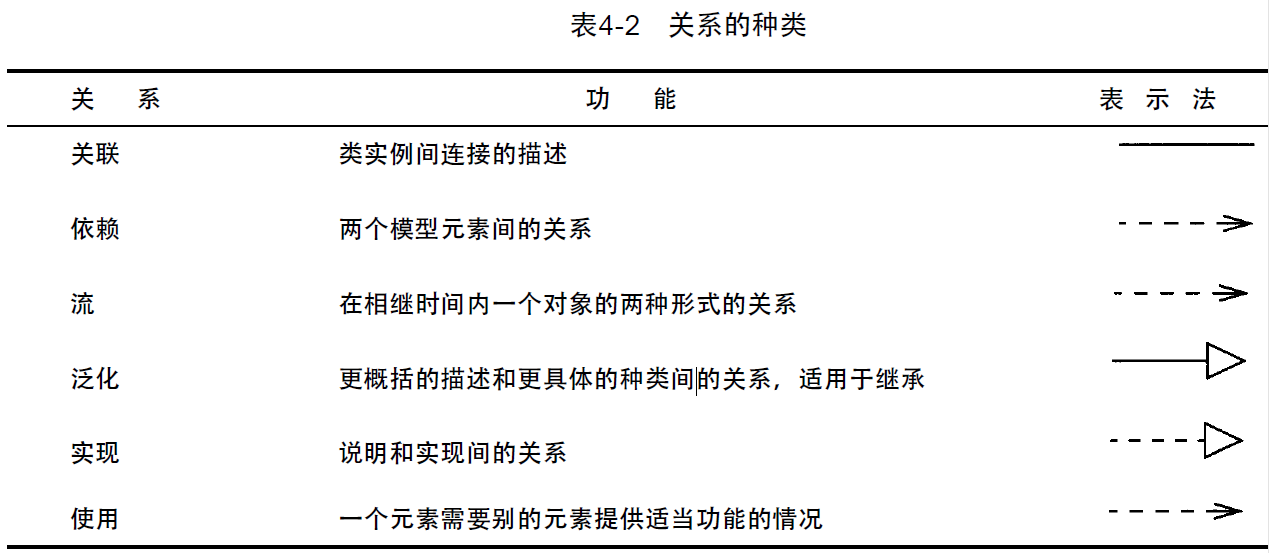 表4-2 关系的种类
关 系 功 能 表 示 法
关联 类实例间连接的描述
依赖 两个模型元素间的关系
流 在相继时间内一个对象的两种形式的关系
泛化 更概括的描述和更具体的种类间的关系，适用于继承
实现 说明和实现间的关系
使用 一个元素需要别的元素提供适当功能的情况